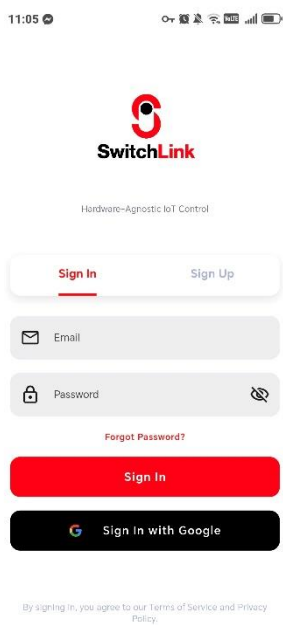 11:05
VoLTE
SwitchLink
Hardware-Agnostic IoT Control
Sign In
Sign Up
Email
Password
Forgot Password?
Sign In
Sign In with Google
By signing in, you agree to our Terms of Service and Privacy
Policy.